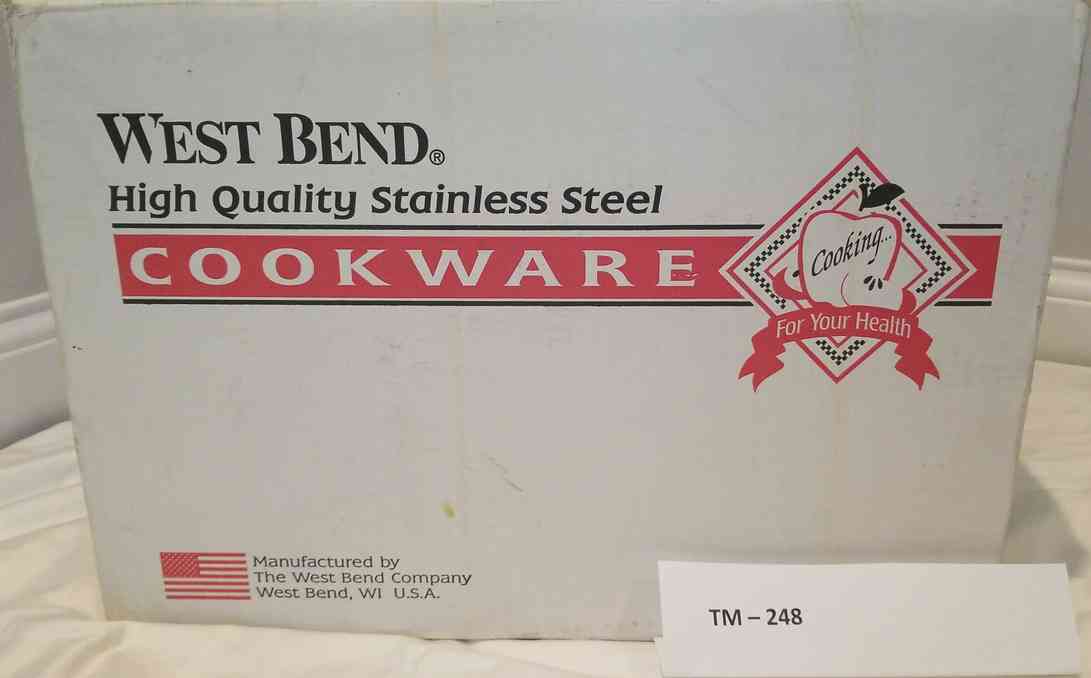 WEST BEND®
High Quality Stainless Steel
COOKWARE
Cooking...
For Your Health
Manufactured by
The West Bend Company
West Bend, WI U.S.A.
TM – 248